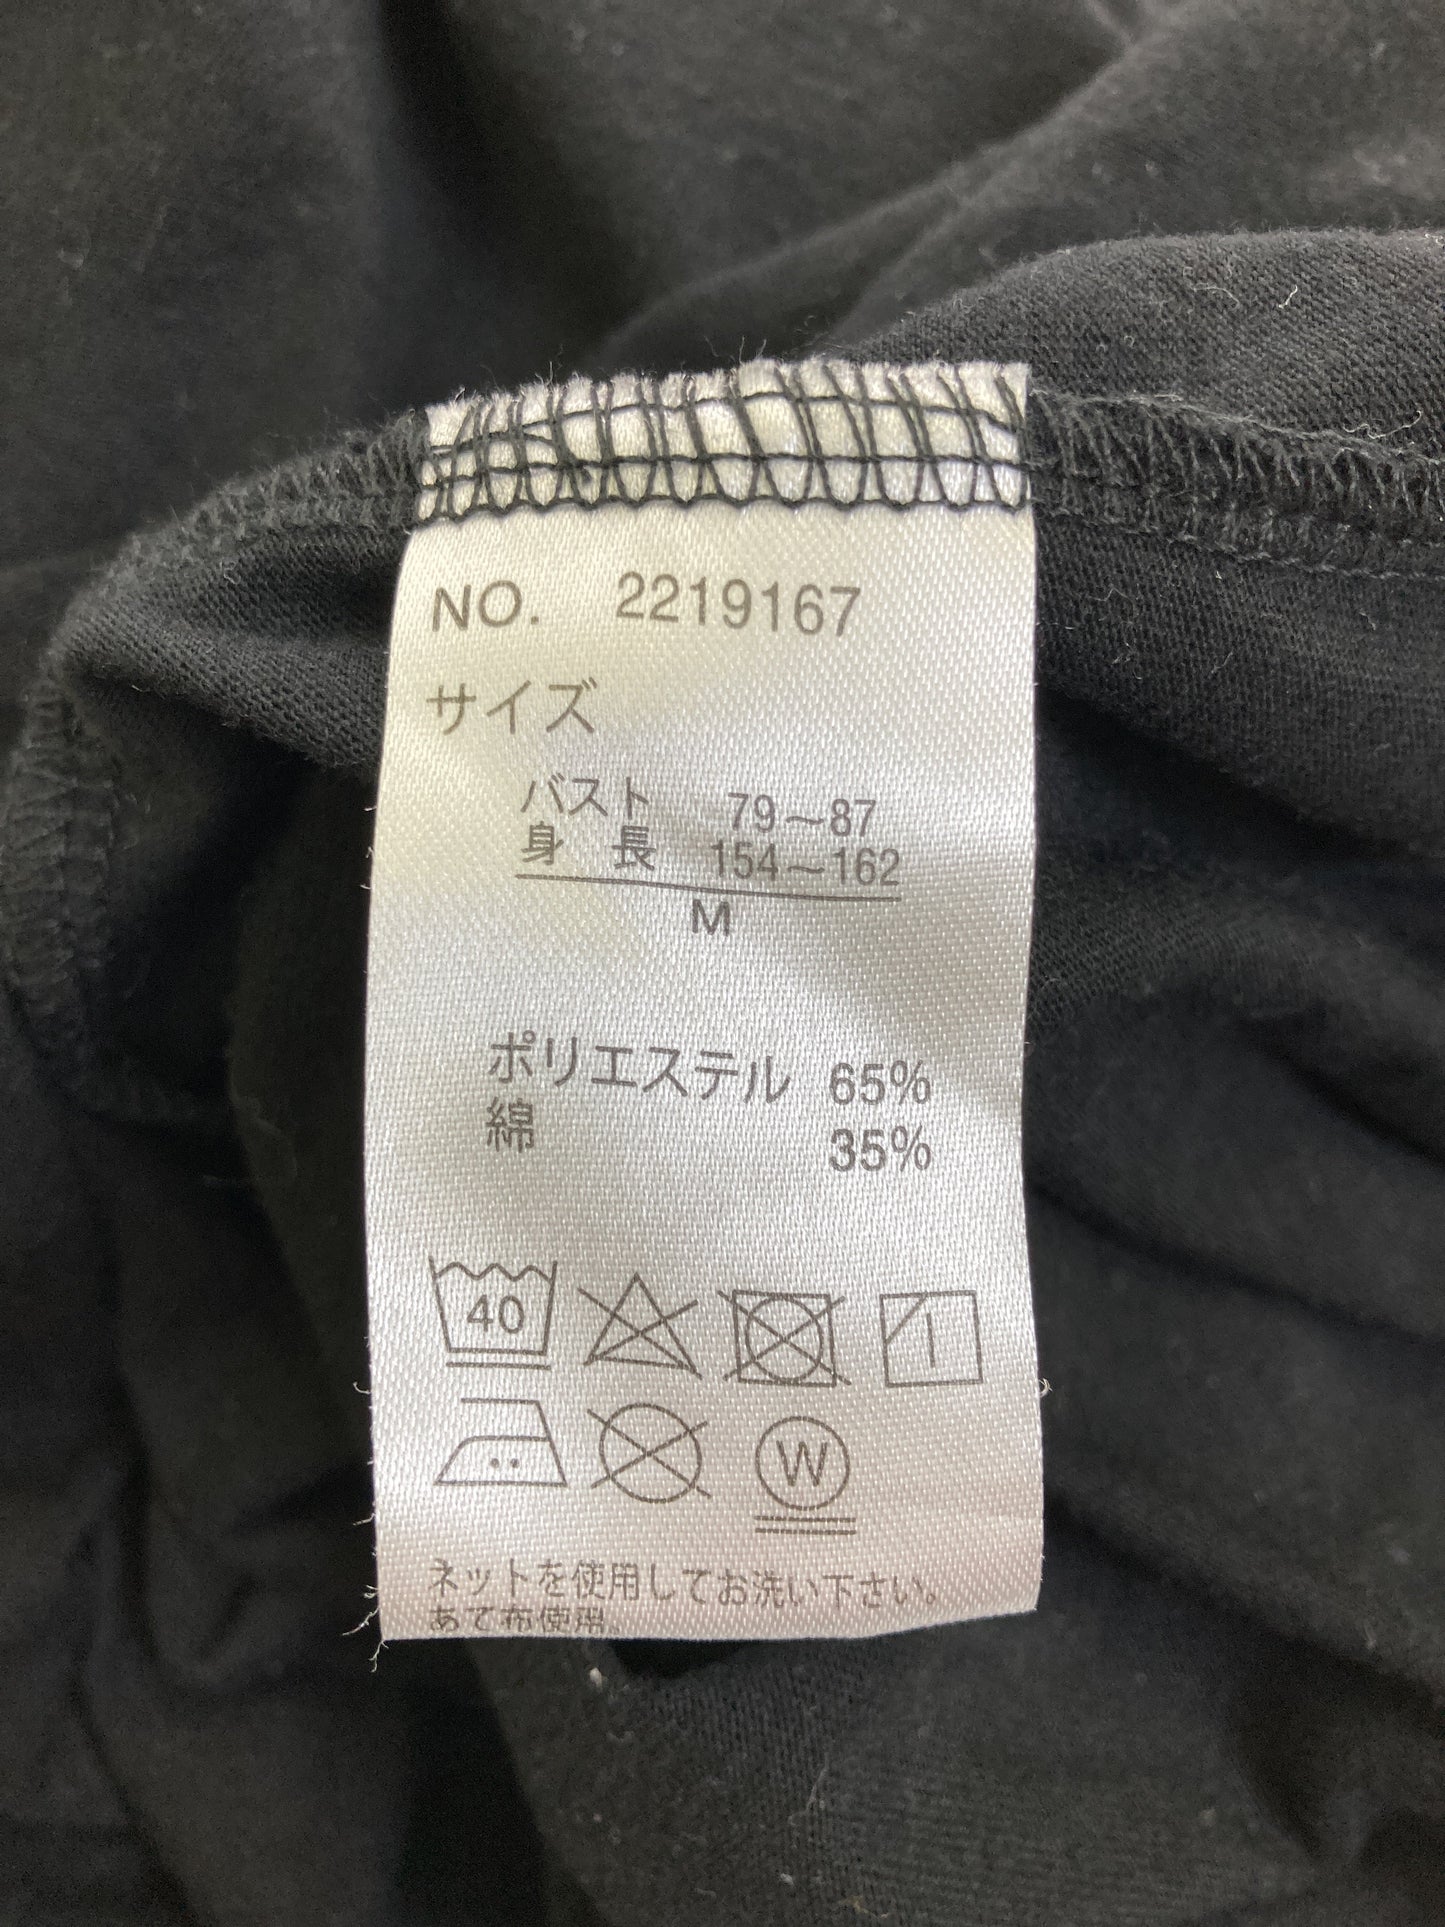 NO. 2219167
サイズ
バスト 79～87
身長 154～162
M
ポリエステル 65%
綿 35%
40
W
ネットを使用してお洗い下さい。
あて布使用。